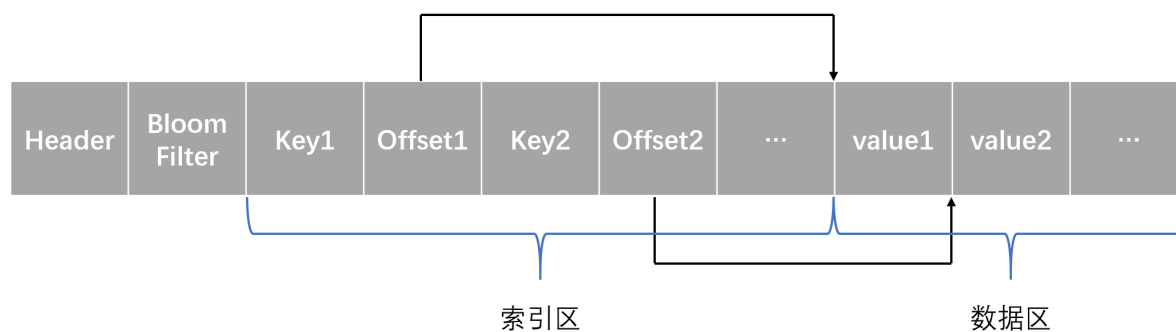 Header
Bloom
Filter
Key1
Offset1
Key2
Offset2
...
value1
value2
...
索引区
数据区